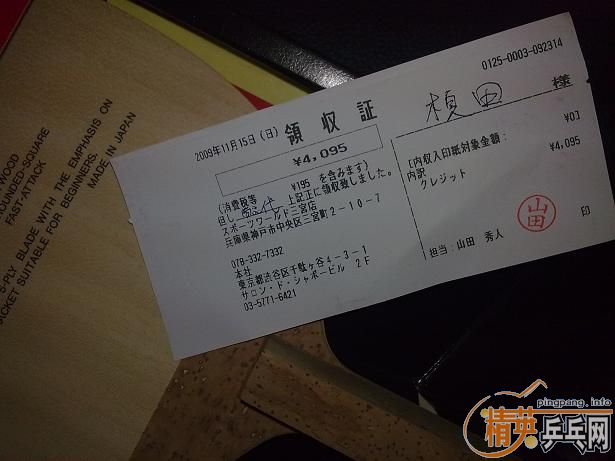 0125-0003-092314
2009年11月15日(日)
領収証
様
¥4,095
(消費税等 ¥195 を含みます)
但し 品代 上記正に領収致しました。
スポーツワールド三宮店
兵庫県神戸市中央区三宮町2-10-7
078-332-7332
本社
東京都渋谷区千駄ヶ谷4-3-1
サロン・ド・シャポービル 2F
03-5771-6421
[内収入印紙対象金額: ¥0]
内訳
クレジット ¥4,095
山田
印
担当:山田 秀人
WOOD
OUNDED-SQUARE
FAST-ATTACK
-PLY BLADE WITH THE EMPHASIS ON
ACKET SUITABLE FOR BEGINNERS.
MADE IN JAPAN
pingpang.info
精英乒乓网